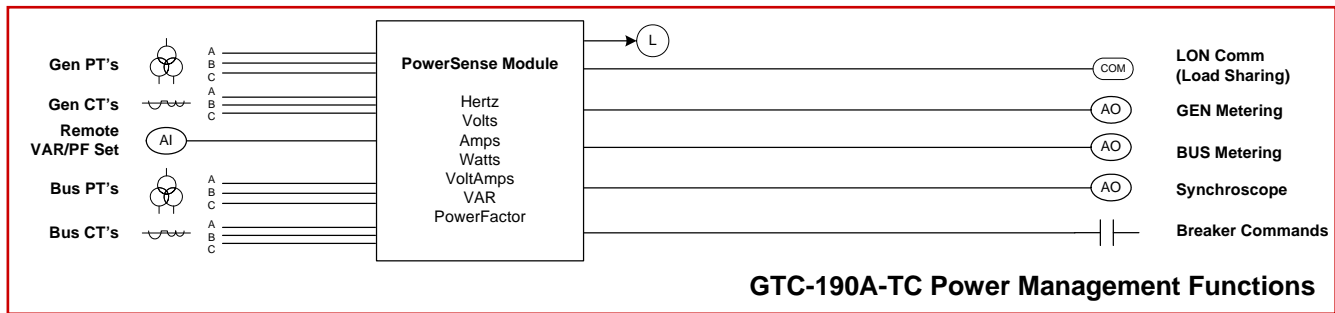 Gen PT's
A
B
C
Gen CT's
A
B
C
Remote
VAR/PF Set
AI
Bus PT's
A
B
C
Bus CT's
A
B
C
PowerSense Module
Hertz
Volts
Amps
Watts
VoltAmps
VAR
PowerFactor
L
COM
LON Comm
(Load Sharing)
AO
GEN Metering
AO
BUS Metering
AO
Synchroscope
Breaker Commands
GTC-190A-TC Power Management Functions